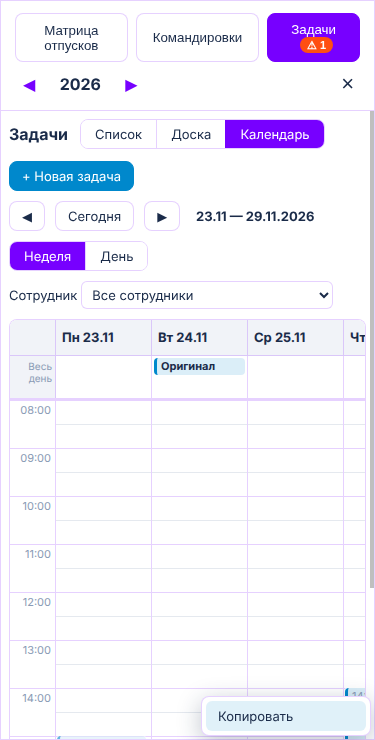 Матрица
отпусков
Командировки
Задачи
⚠ 1
◀ 2026 ▶ ×
Задачи Список Доска Календарь
+ Новая задача
◀ Сегодня ▶ 23.11 — 29.11.2026
Неделя День
Сотрудник Все сотрудники
Пн 23.11 Вт 24.11 Ср 25.11 Чт
Весь
день
Оригинал
08:00
09:00
10:00
11:00
12:00
13:00
14:00
Копировать